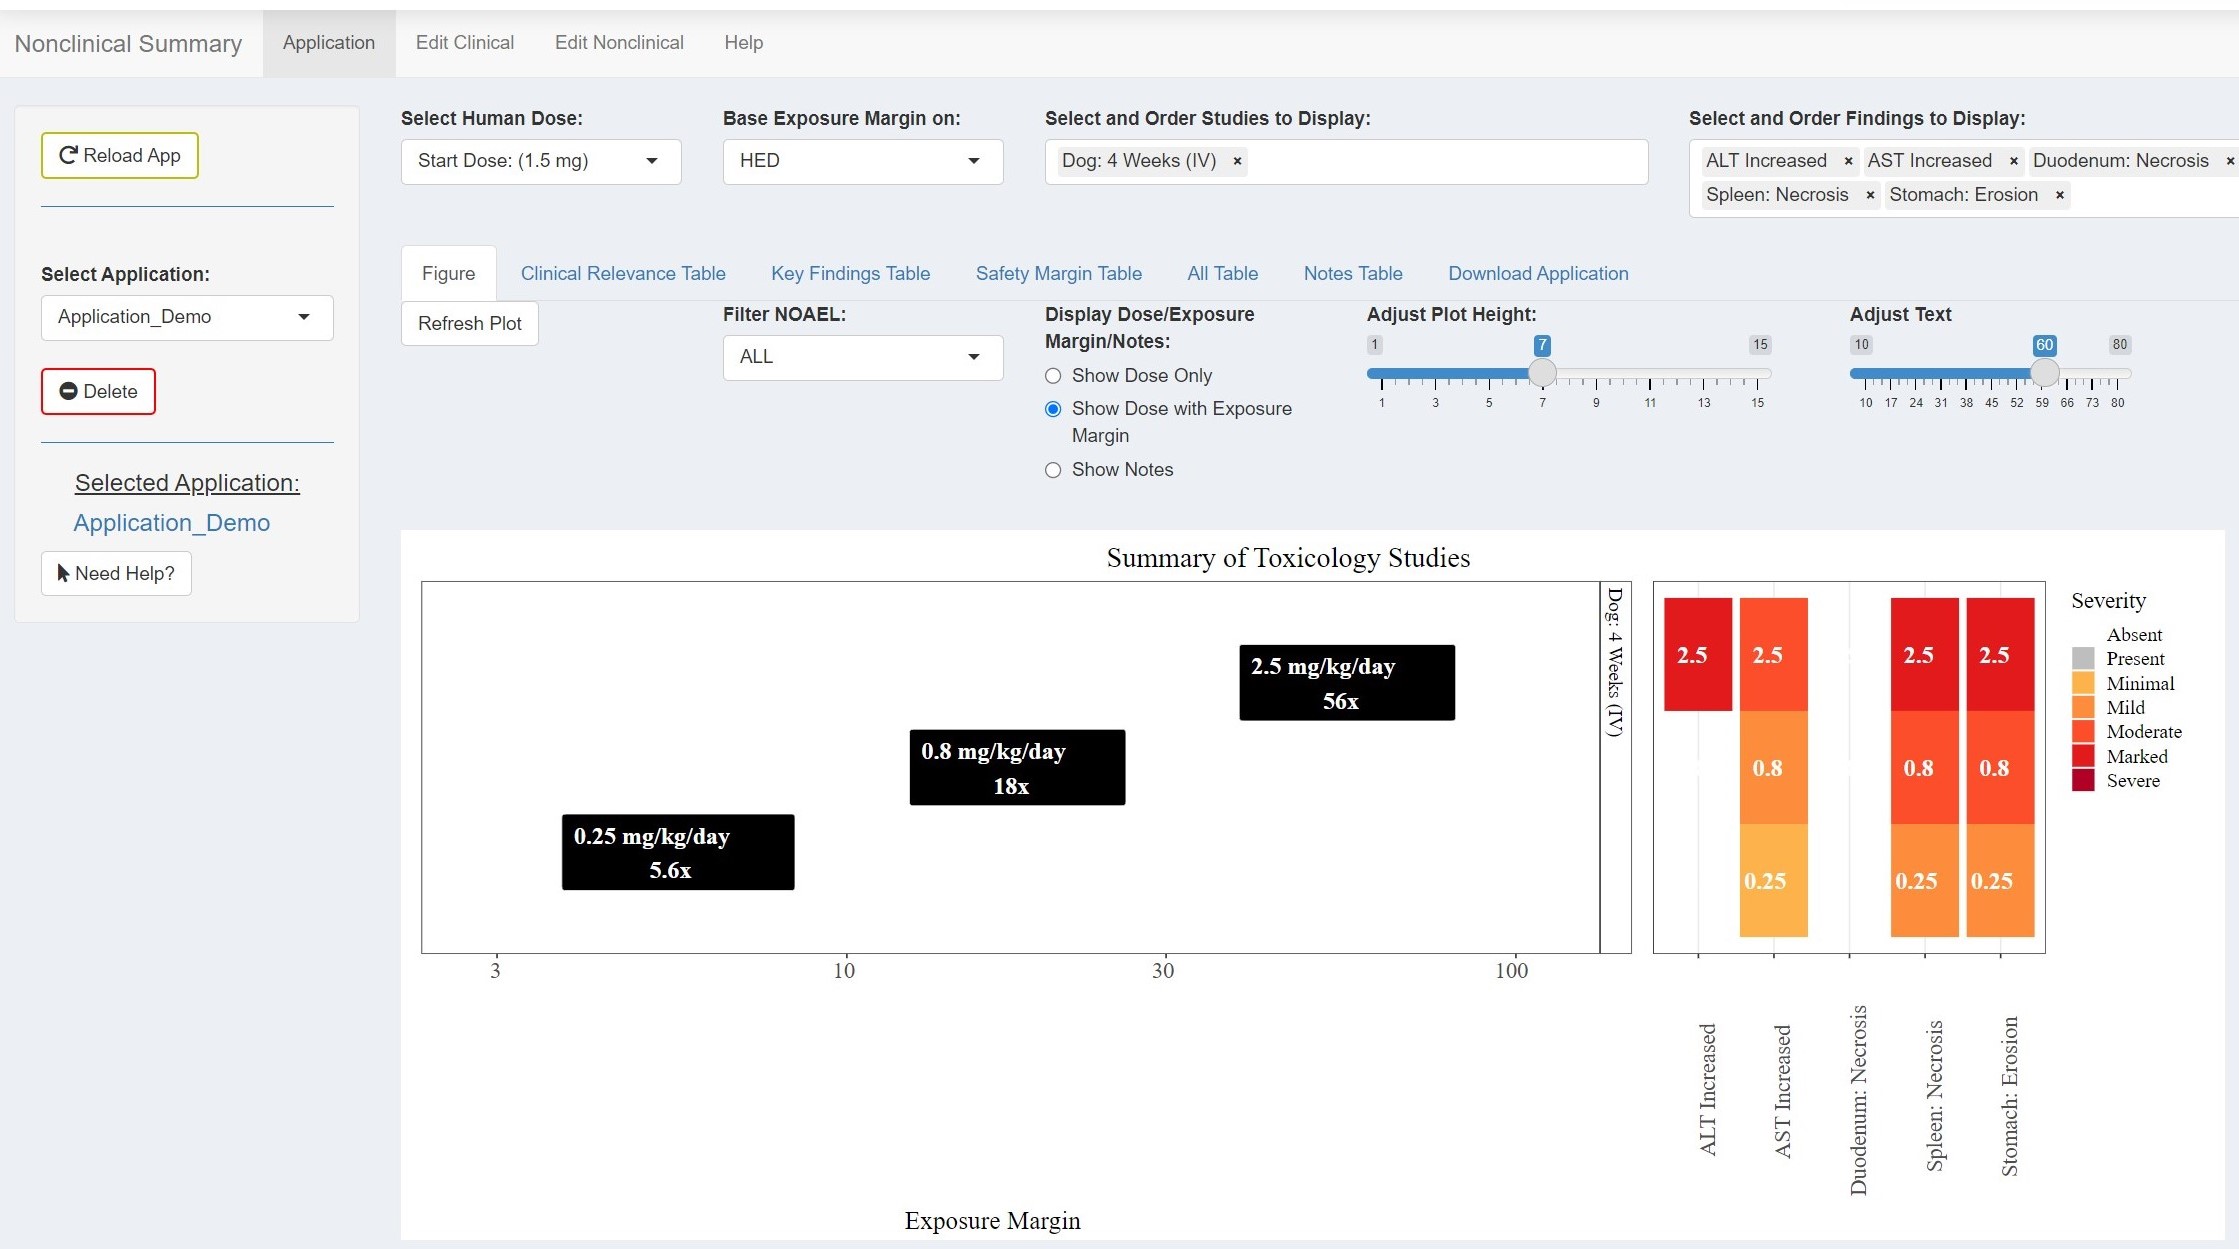 Nonclinical Summary Application Edit Clinical Edit Nonclinical Help
Reload App
Select Application:
Application_Demo
Delete
Selected Application:
Application_Demo
Need Help?
Select Human Dose:
Start Dose: (1.5 mg)
Base Exposure Margin on:
HED
Select and Order Studies to Display:
Dog: 4 Weeks (IV) ×
Select and Order Findings to Display:
ALT Increased × AST Increased × Duodenum: Necrosis ×
Spleen: Necrosis × Stomach: Erosion ×
Figure Clinical Relevance Table Key Findings Table Safety Margin Table All Table Notes Table Download Application
Refresh Plot
Filter NOAEL:
ALL
Display Dose/Exposure
Margin/Notes:
Show Dose Only
Show Dose with Exposure
Margin
Show Notes
Adjust Plot Height:
1 7 15
1 3 5 7 9 11 13 15
Adjust Text
10 60 80
10 17 24 31 38 45 52 59 66 73 80
Summary of Toxicology Studies
2.5 mg/kg/day
56x
0.8 mg/kg/day
18x
0.25 mg/kg/day
5.6x
3 10 30 100
Exposure Margin
Dog: 4 Weeks (IV)
2.5 2.5 2.5 2.5
0.8 0.8 0.8
0.25 0.25 0.25
ALT Increased
AST Increased
Duodenum: Necrosis
Spleen: Necrosis
Stomach: Erosion
Severity
Absent
Present
Minimal
Mild
Moderate
Marked
Severe